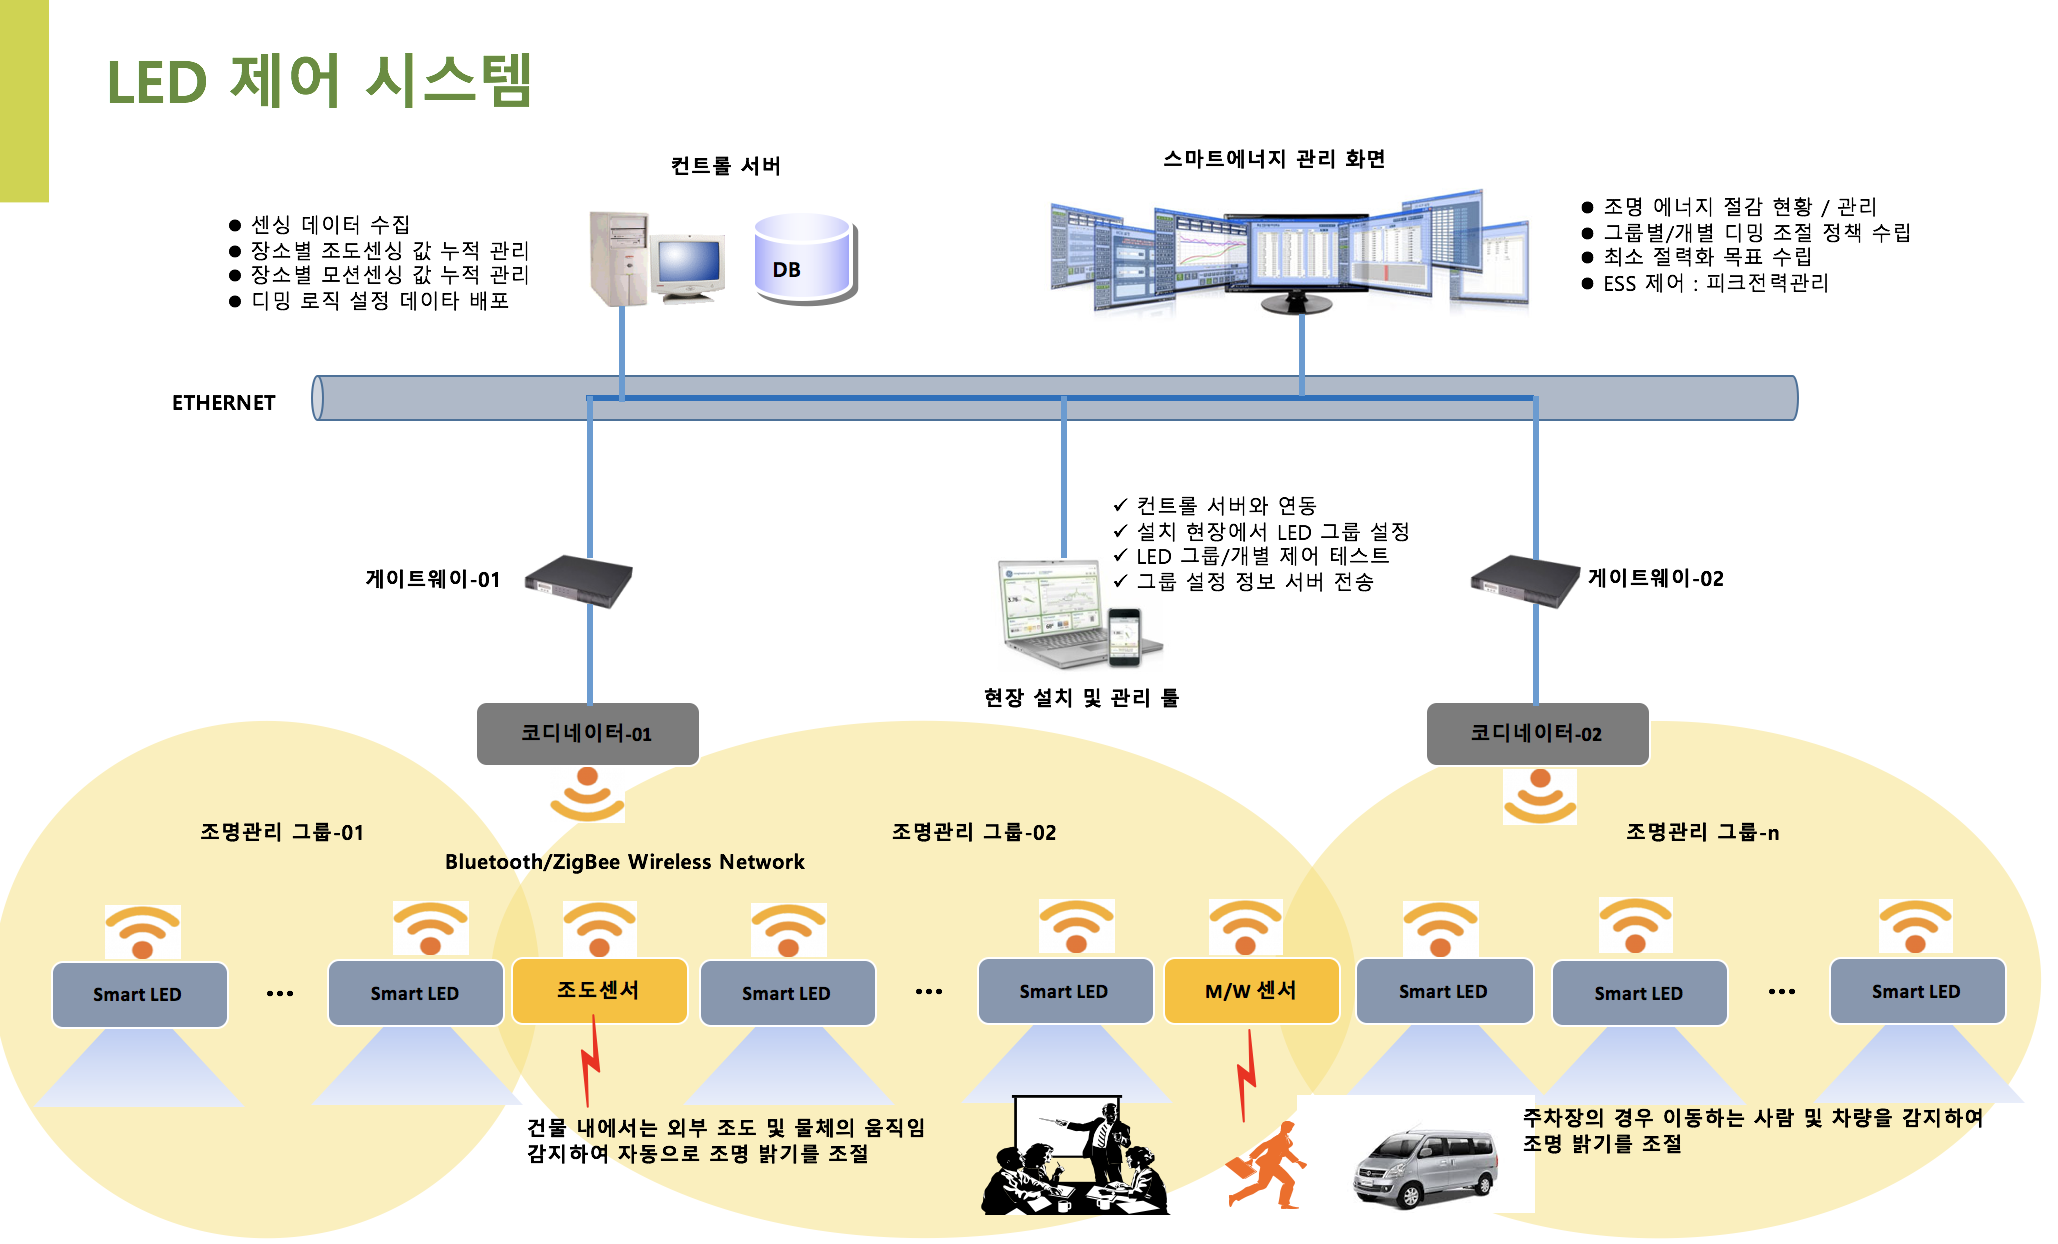 LED 제어 시스템
컨트롤 서버
스마트에너지 관리 화면
● 센싱 데이터 수집
● 장소별 조도센싱 값 누적 관리
● 장소별 모션센싱 값 누적 관리
● 디밍 로직 설정 데이타 배포
DB
● 조명 에너지 절감 현황 / 관리
● 그룹별/개별 디밍 조절 정책 수립
● 최소 절력화 목표 수립
● ESS 제어 : 피크전력관리
ETHERNET
✓ 컨트롤 서버와 연동
✓ 설치 현장에서 LED 그룹 설정
✓ LED 그룹/개별 제어 테스트
✓ 그룹 설정 정보 서버 전송
게이트웨이-01
게이트웨이-02
현장 설치 및 관리 툴
코디네이터-01
코디네이터-02
조명관리 그룹-01
조명관리 그룹-02
조명관리 그룹-n
Bluetooth/ZigBee Wireless Network
Smart LED
...
Smart LED
조도센서
Smart LED
...
Smart LED
M/W 센서
Smart LED
Smart LED
...
Smart LED
건물 내에서는 외부 조도 및 물체의 움직임
감지하여 자동으로 조명 밝기를 조절
주차장의 경우 이동하는 사람 및 차량을 감지하여
조명 밝기를 조절